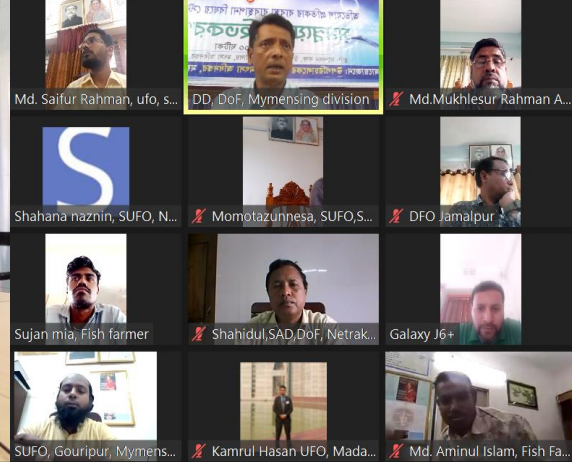 Md. Saifur Rahman, ufo, s...
DD, DoF, Mymensing division
Md.Mukhlesur Rahman A...
S
Shahana naznin, SUFO, N...
Momotazunnesa, SUFO,S...
DFO Jamalpur
Sujan mia, Fish farmer
Shahidul,SAD,DoF, Netrak...
Galaxy J6+
SUFO, Gouripur, Mymens...
Kamrul Hasan UFO, Mada...
Md. Aminul Islam, Fish Fa...